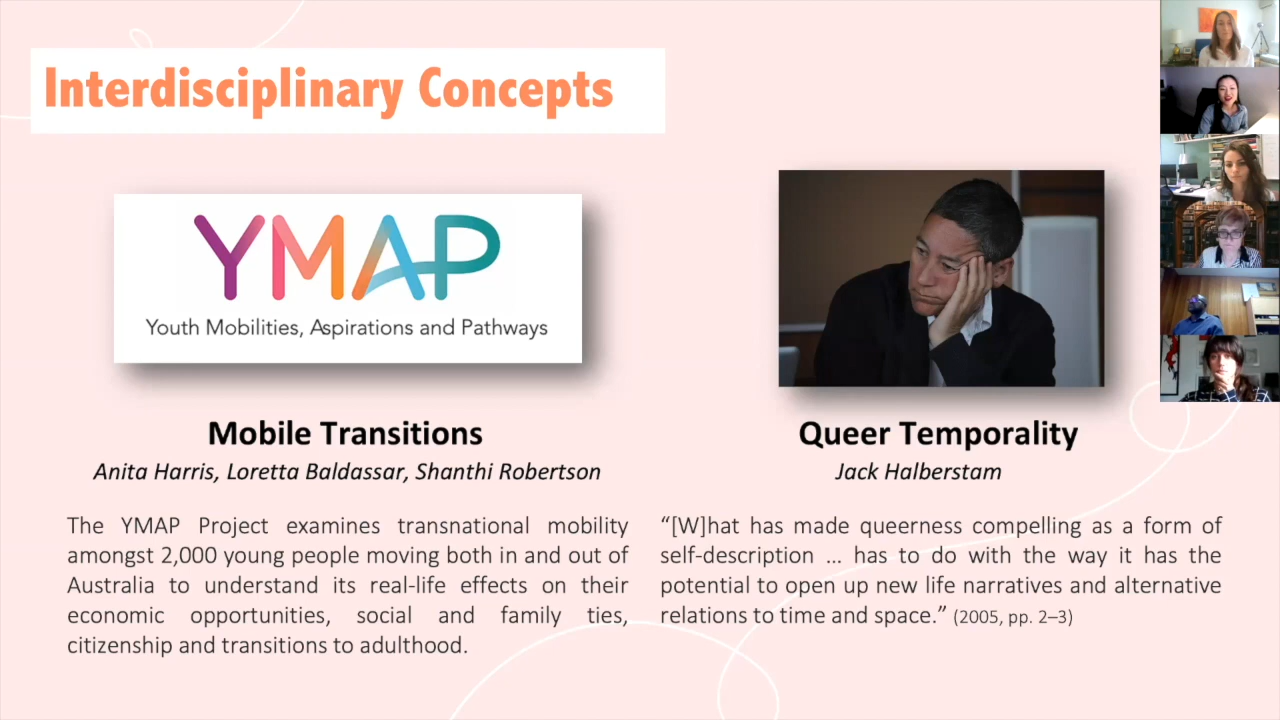 Interdisciplinary Concepts
YMAP
Youth Mobilities, Aspirations and Pathways
Mobile Transitions
Anita Harris, Loretta Baldassar, Shanthi Robertson
The YMAP Project examines transnational mobility
amongst 2,000 young people moving both in and out of
Australia to understand its real-life effects on their
economic opportunities, social and family ties,
citizenship and transitions to adulthood.
Queer Temporality
Jack Halberstam
“[W]hat has made queerness compelling as a form of
self-description … has to do with the way it has the
potential to open up new life narratives and alternative
relations to time and space.” (2005, pp. 2–3)